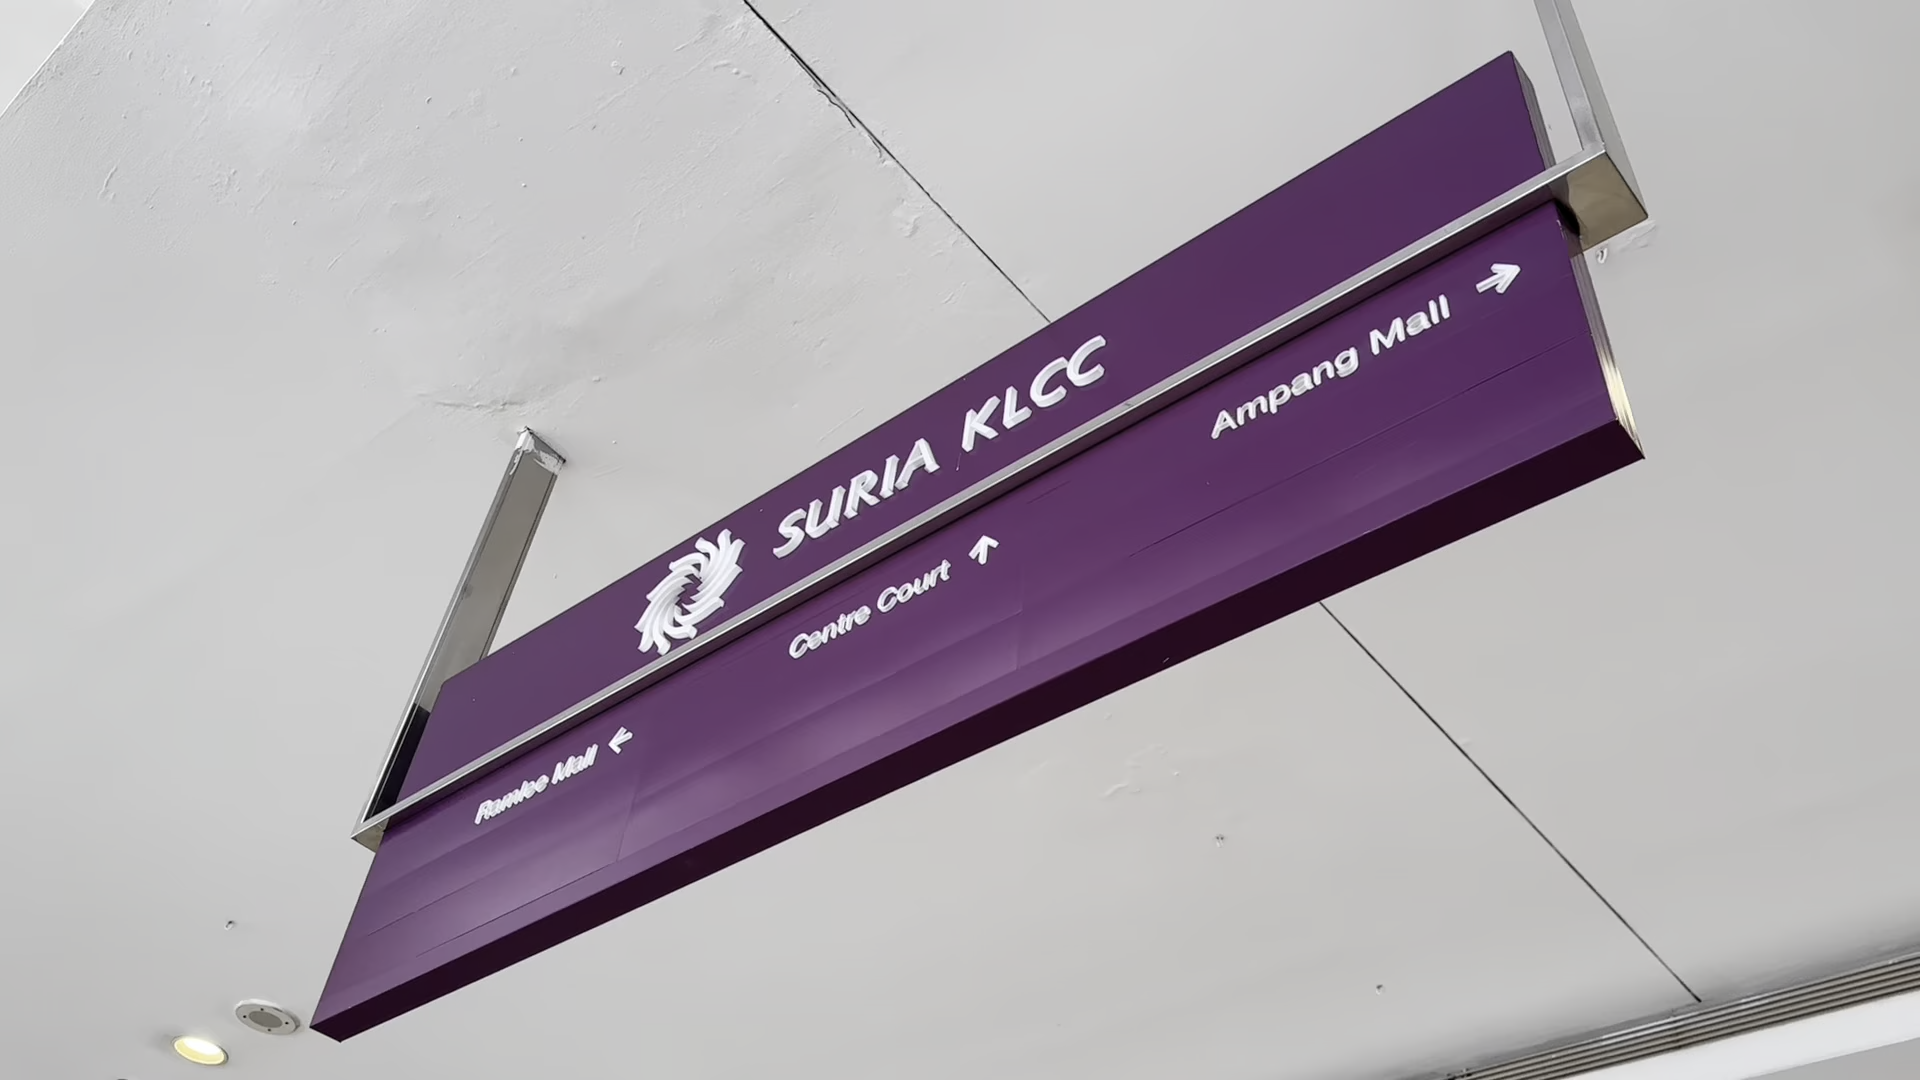 SURIA KLCC
Ramlee Mall ←
Centre Court ↑
Ampang Mall →